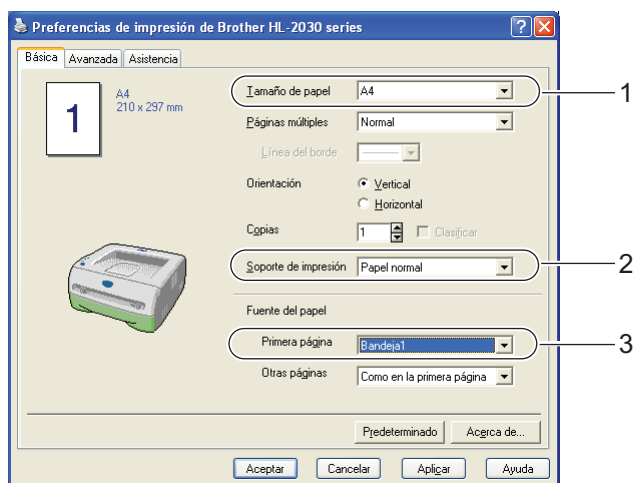 Preferencias de impresión de Brother HL-2030 series
Básica Avanzada Asistencia
1
A4
210 x 297 mm
Tamaño de papel A4 1
Páginas múltiples Normal
Línea del borde
Orientación Vertical
Horizontal
Copias 1 Clasificar
Soporte de impresión Papel normal 2
Fuente del papel
Primera página Bandeja1 3
Otras páginas Como en la primera página
Predeterminado Acerca de...
Aceptar Cancelar Aplicar Ayuda